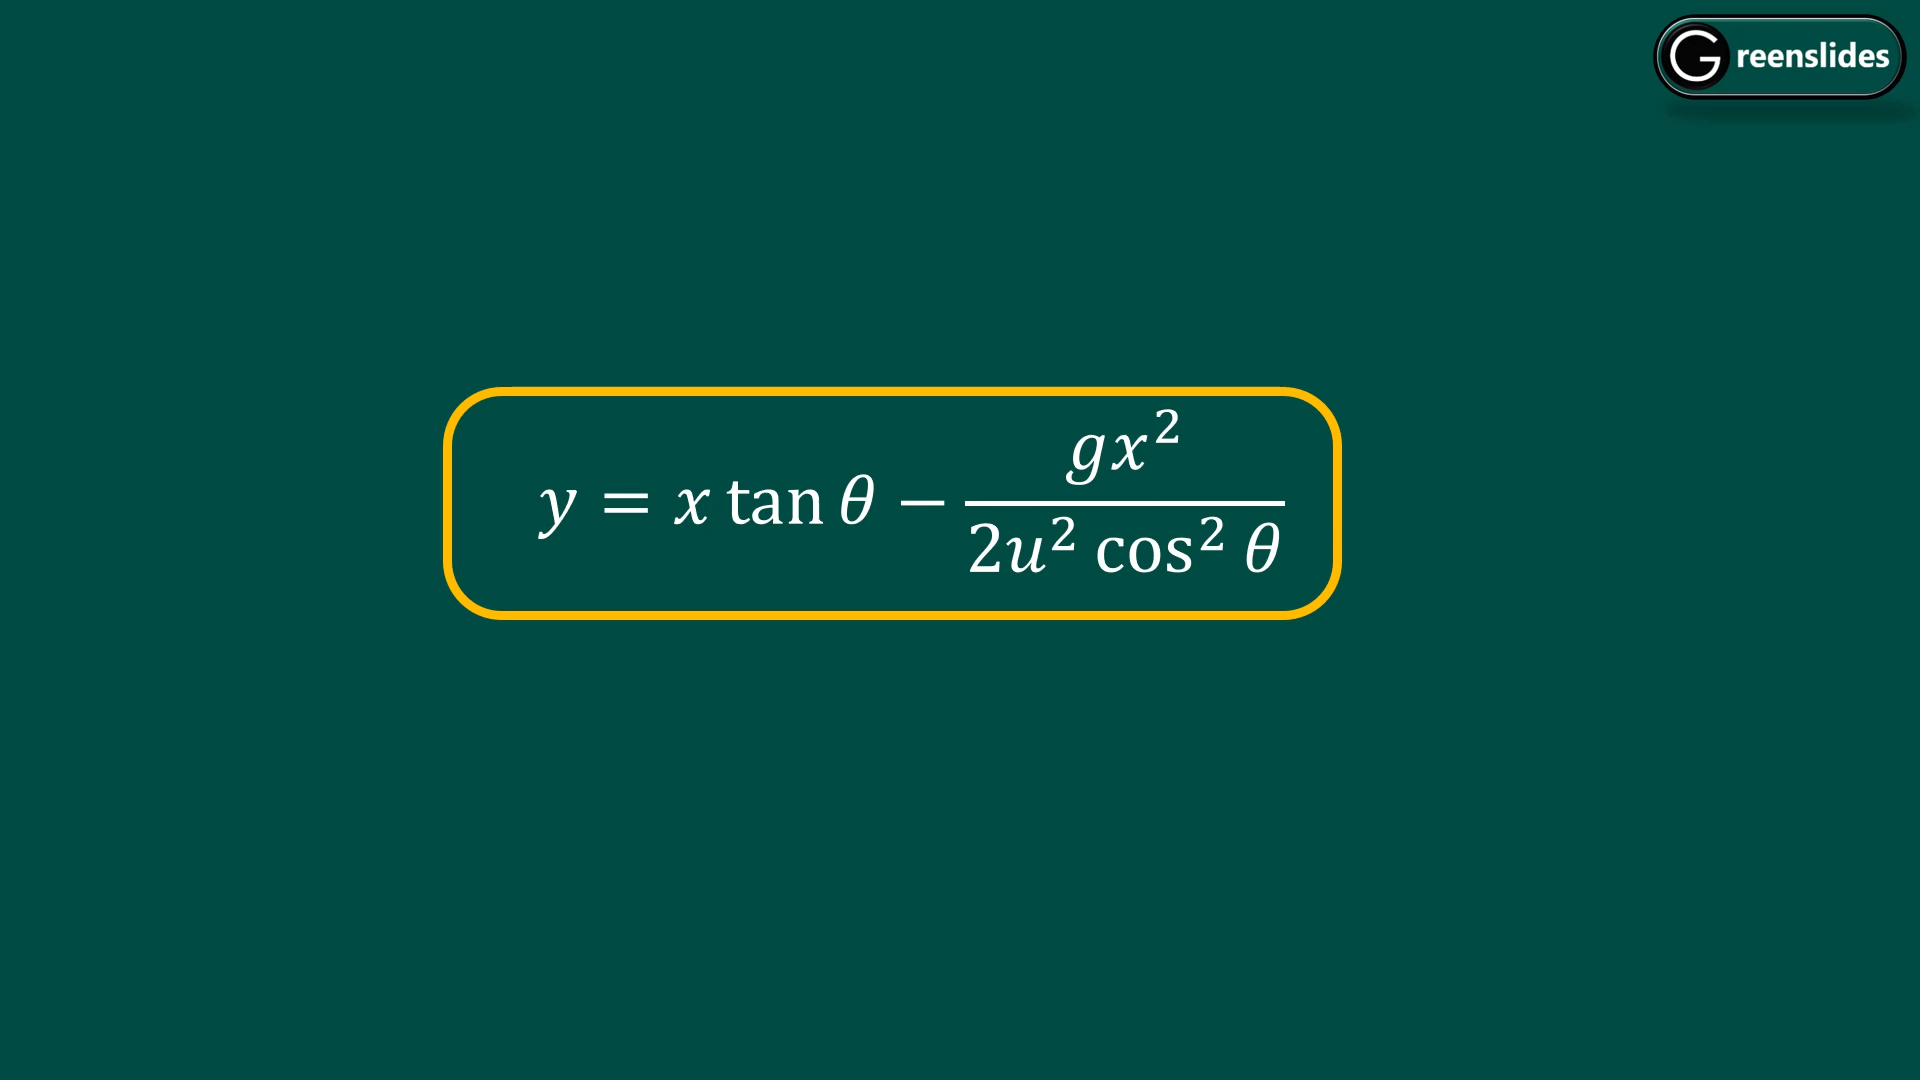 Greenslides
y = x tan θ − gx² / 2u² cos² θ